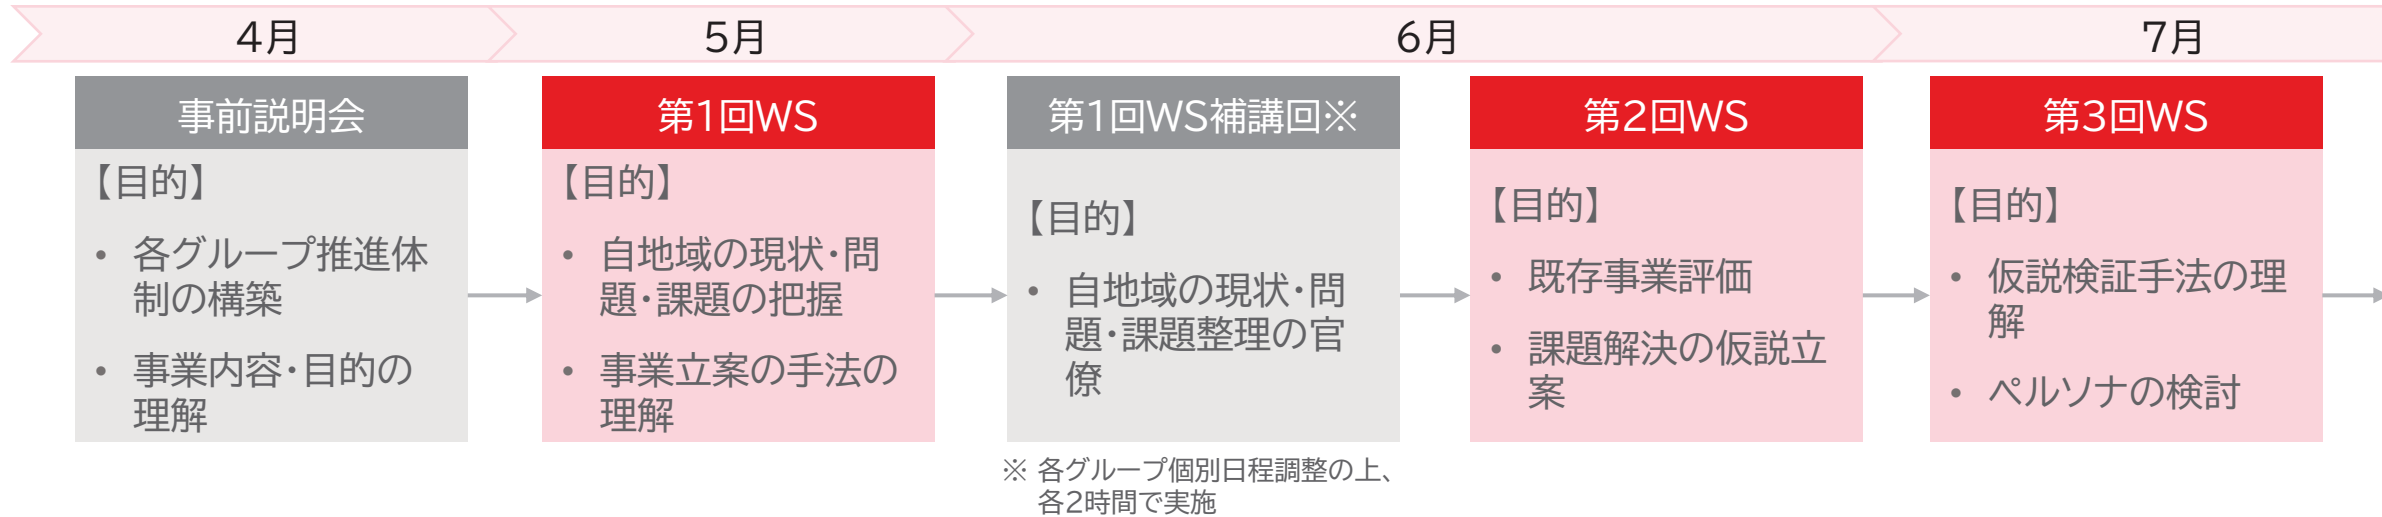 4月
5月
6月
7月
事前説明会
【目的】
• 各グループ推進体
制の構築
• 事業内容・目的の
理解
第1回WS
【目的】
• 自地域の現状・問
題・課題の把握
• 事業立案の手法の
理解
第1回WS補講回※
【目的】
• 自地域の現状・問
題・課題整理の官
僚
※ 各グループ個別日程調整の上、
各2時間で実施
第2回WS
【目的】
• 既存事業評価
• 課題解決の仮説立
案
第3回WS
【目的】
• 仮説検証手法の理
解
• ペルソナの検討